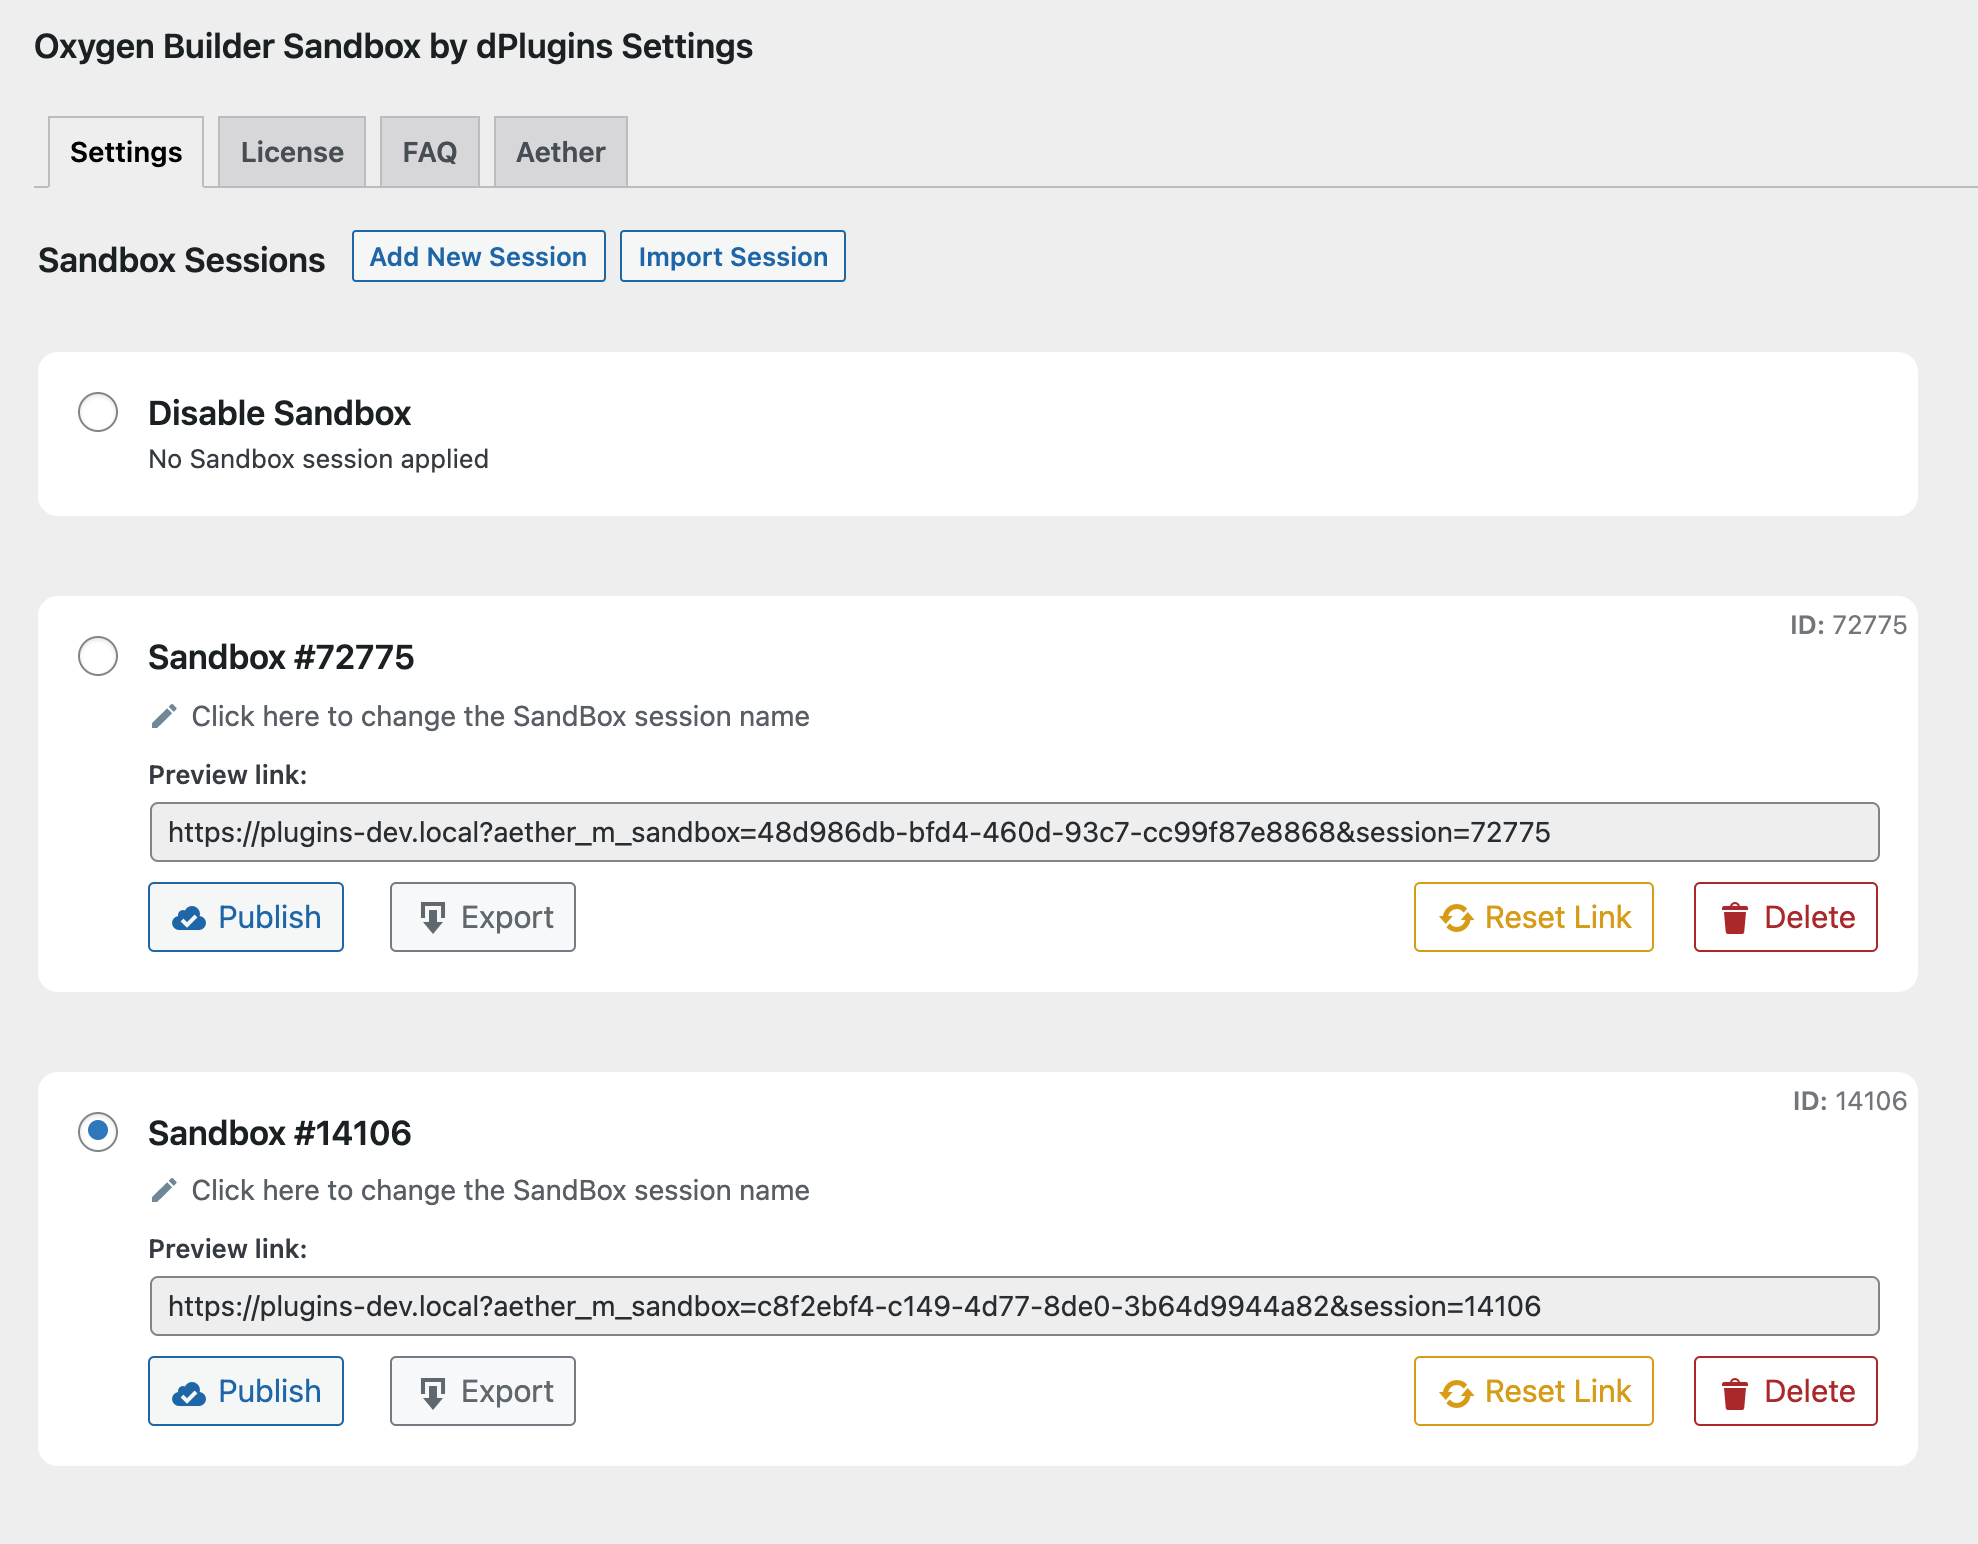 Oxygen Builder Sandbox by dPlugins Settings
Settings License FAQ Aether
Sandbox Sessions Add New Session Import Session
Disable Sandbox
No Sandbox session applied
ID: 72775
Sandbox #72775
Click here to change the SandBox session name
Preview link:
https://plugins-dev.local?aether_m_sandbox=48d986db-bfd4-460d-93c7-cc99f87e8868&session=72775
Publish Export Reset Link Delete
ID: 14106
Sandbox #14106
Click here to change the SandBox session name
Preview link:
https://plugins-dev.local?aether_m_sandbox=c8f2ebf4-c149-4d77-8de0-3b64d9944a82&session=14106
Publish Export Reset Link Delete